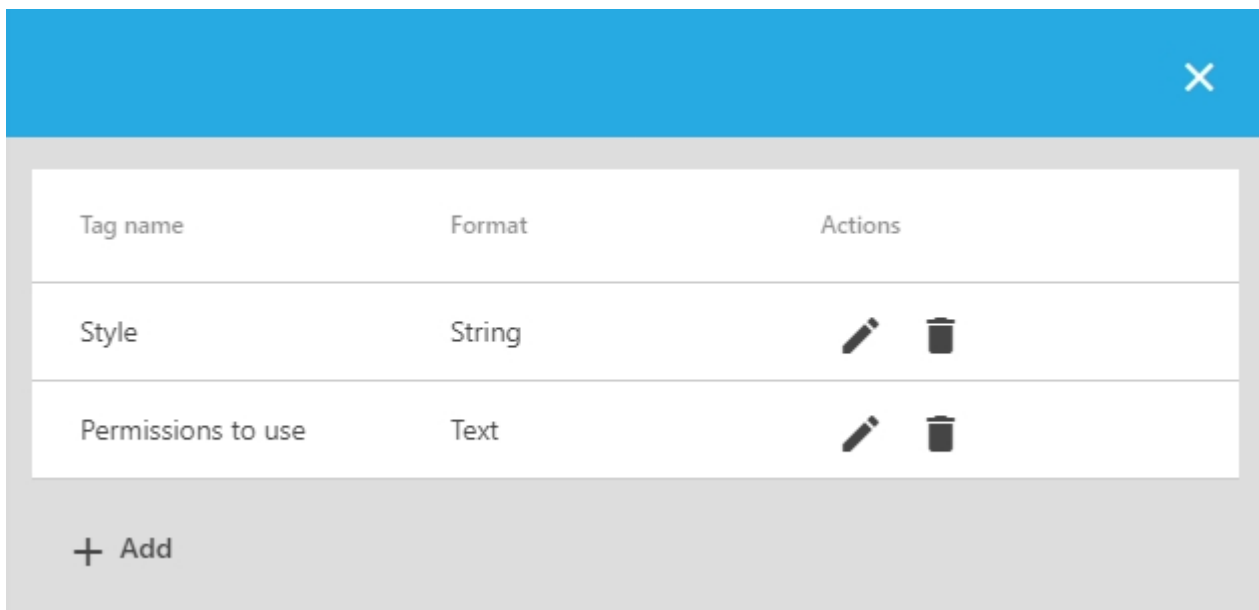 Tag name Format Actions
Style String
Permissions to use Text
Add